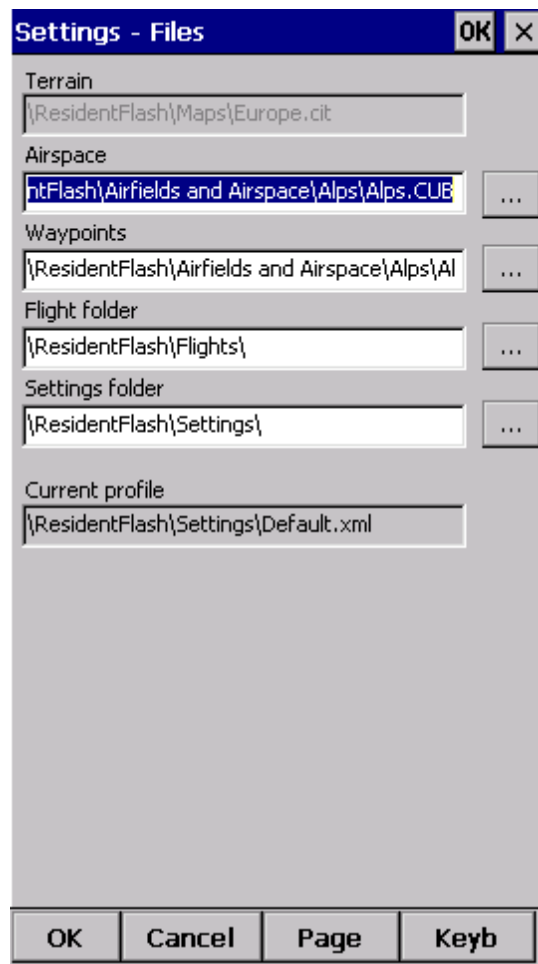 Settings - Files OK ×
Terrain
\ResidentFlash\Maps\Europe.cit
Airspace
ntFlash\Airfields and Airspace\Alps\Alps.CUB ...
Waypoints
\ResidentFlash\Airfields and Airspace\Alps\Al ...
Flight folder
\ResidentFlash\Flights\ ...
Settings folder
\ResidentFlash\Settings\ ...
Current profile
\ResidentFlash\Settings\Default.xml
OK Cancel Page Keyb